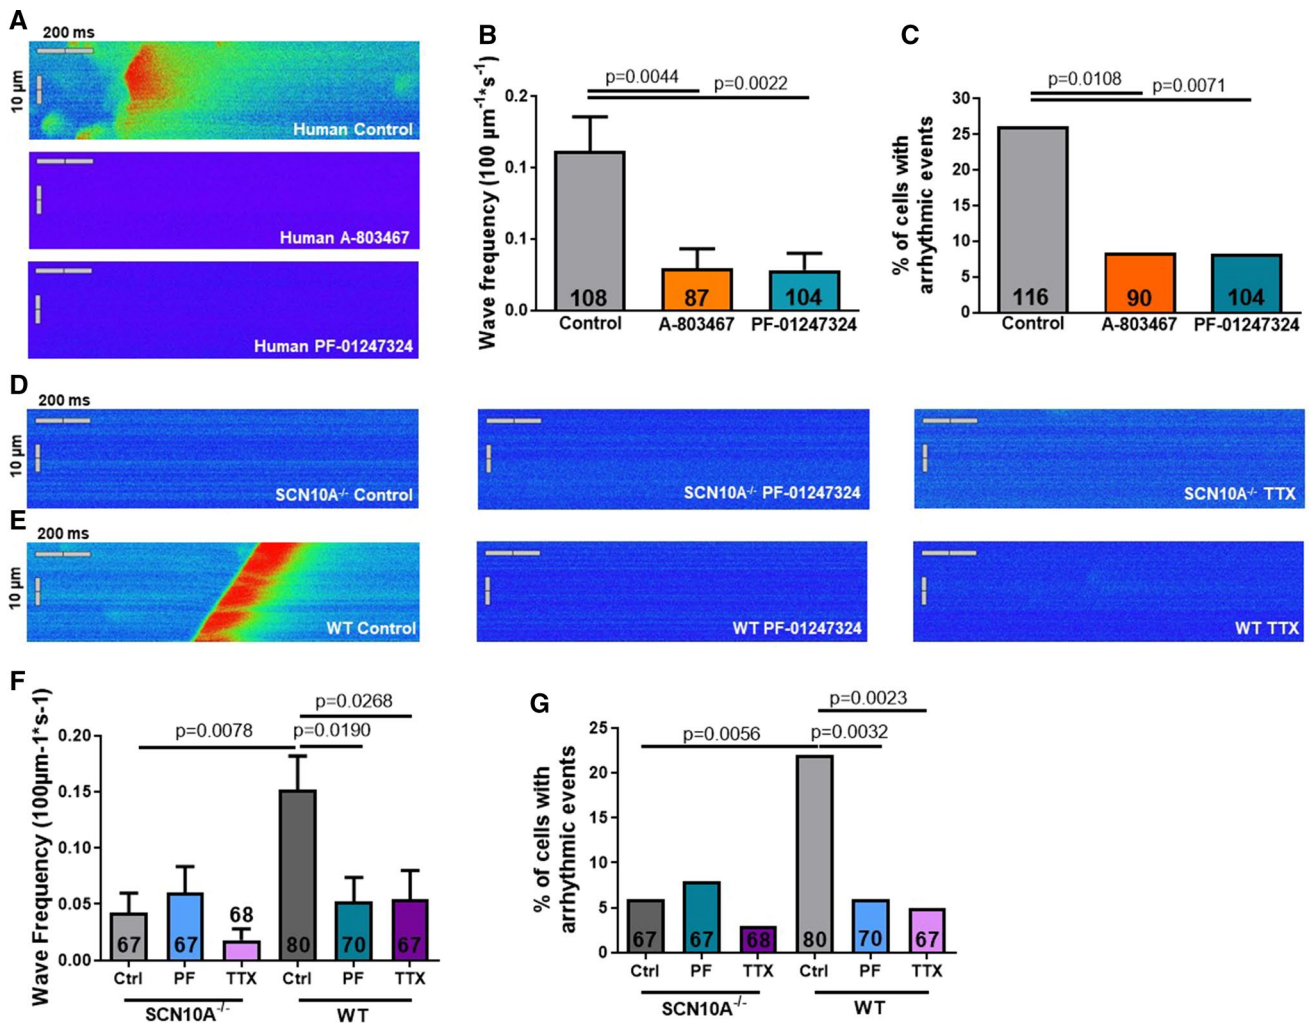 A
200 ms
10 µm
Human Control
Human A-803467
Human PF-01247324
B
Wave frequency (100 µm⁻¹*s⁻¹)
p=0.0044
p=0.0022
0.2
0.1
0.1
0.0
108
87
104
Control
A-803467
PF-01247324
C
% of cells with
arrhythmic events
p=0.0108
p=0.0071
30
25
20
15
10
5
0
116
90
104
Control
A-803467
PF-01247324
D
200 ms
10 µm
SCN10A⁻/⁻ Control
SCN10A⁻/⁻ PF-01247324
SCN10A⁻/⁻ TTX
E
200 ms
10 µm
WT Control
WT PF-01247324
WT TTX
F
Wave Frequency (100µm-1*s-1)
p=0.0268
p=0.0078
p=0.0190
0.20
0.15
0.10
0.05
0.00
67
67
68
80
70
67
Ctrl
PF
TTX
Ctrl
PF
TTX
SCN10A⁻/⁻
WT
G
% of cells with
arrhythmic events
p=0.0023
p=0.0056
p=0.0032
25
20
15
10
5
0
67
67
68
80
70
67
Ctrl
PF
TTX
Ctrl
PF
TTX
SCN10A⁻/⁻
WT